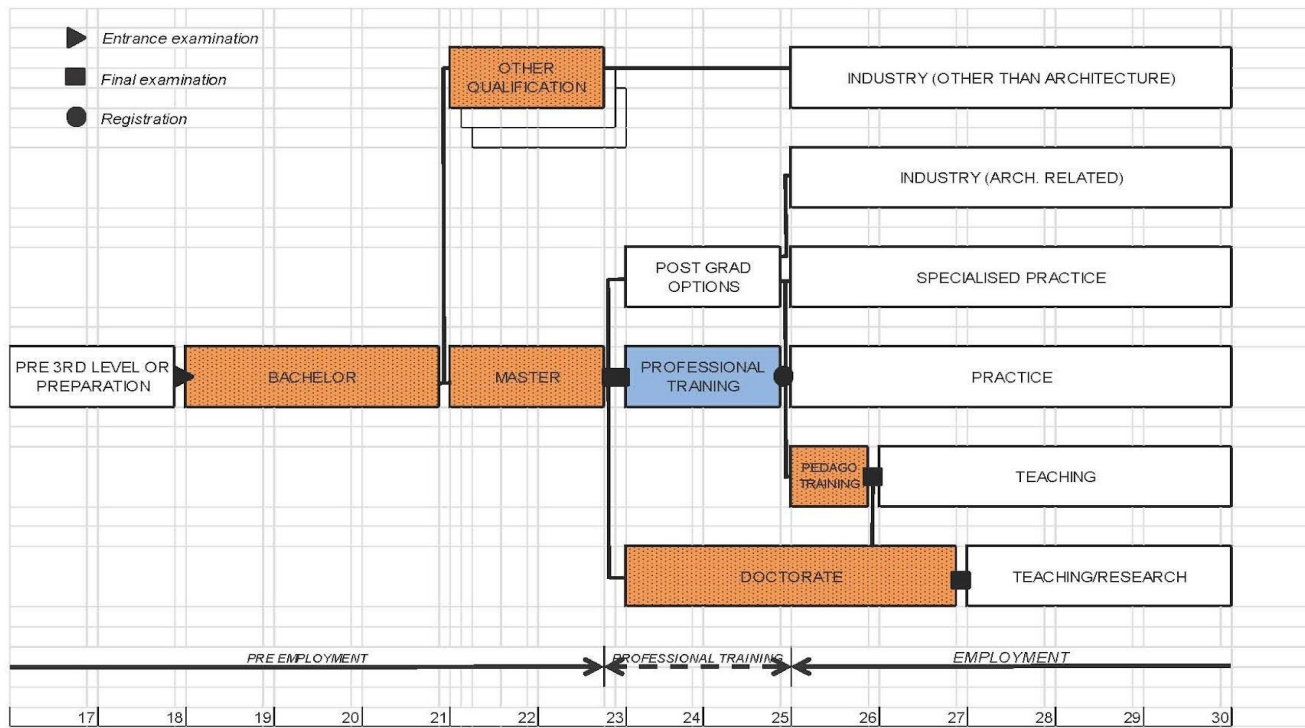 Entrance examination
Final examination
Registration
OTHER
QUALIFICATION
INDUSTRY (OTHER THAN ARCHITECTURE)
INDUSTRY (ARCH. RELATED)
POST GRAD
OPTIONS
SPECIALISED PRACTICE
PRE 3RD LEVEL OR
PREPARATION
BACHELOR
MASTER
PROFESSIONAL
TRAINING
PRACTICE
PEDAGO
TRAINING
TEACHING
DOCTORATE
TEACHING/RESEARCH
PRE EMPLOYMENT
PROFESSIONAL TRAINING
EMPLOYMENT
17 18 19 20 21 22 23 24 25 26 27 28 29 30